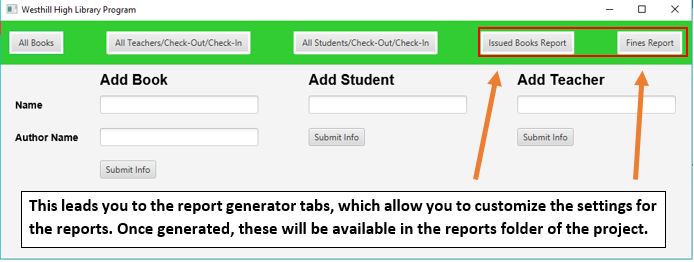 Westhill High Library Program
All Books
All Teachers/Check-Out/Check-In
All Students/Check-Out/Check-In
Issued Books Report
Fines Report
Add Book
Add Student
Add Teacher
Name
Author Name
Submit Info
Submit Info
Submit Info
This leads you to the report generator tabs, which allow you to customize the settings for
the reports. Once generated, these will be available in the reports folder of the project.